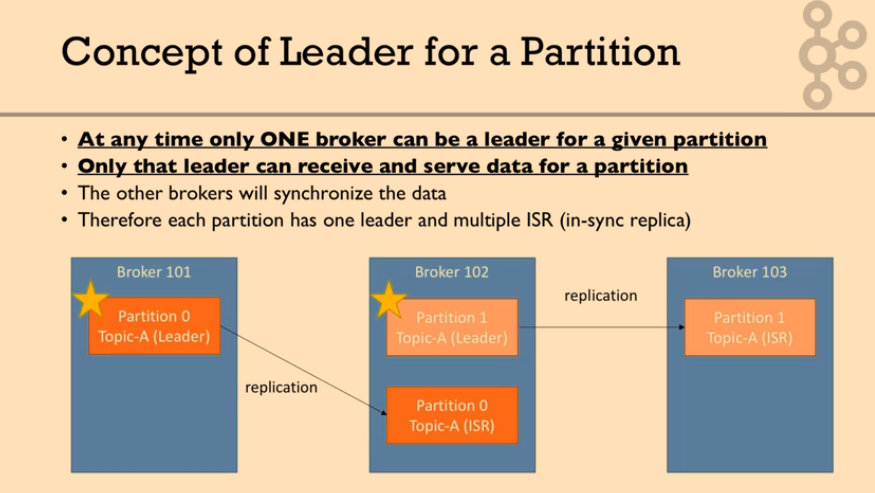 Concept of Leader for a Partition
• At any time only ONE broker can be a leader for a given partition
• Only that leader can receive and serve data for a partition
• The other brokers will synchronize the data
• Therefore each partition has one leader and multiple ISR (in-sync replica)
Broker 101
Partition 0
Topic-A (Leader)
replication
Broker 102
Partition 1
Topic-A (Leader)
Partition 0
Topic-A (ISR)
replication
Broker 103
Partition 1
Topic-A (ISR)